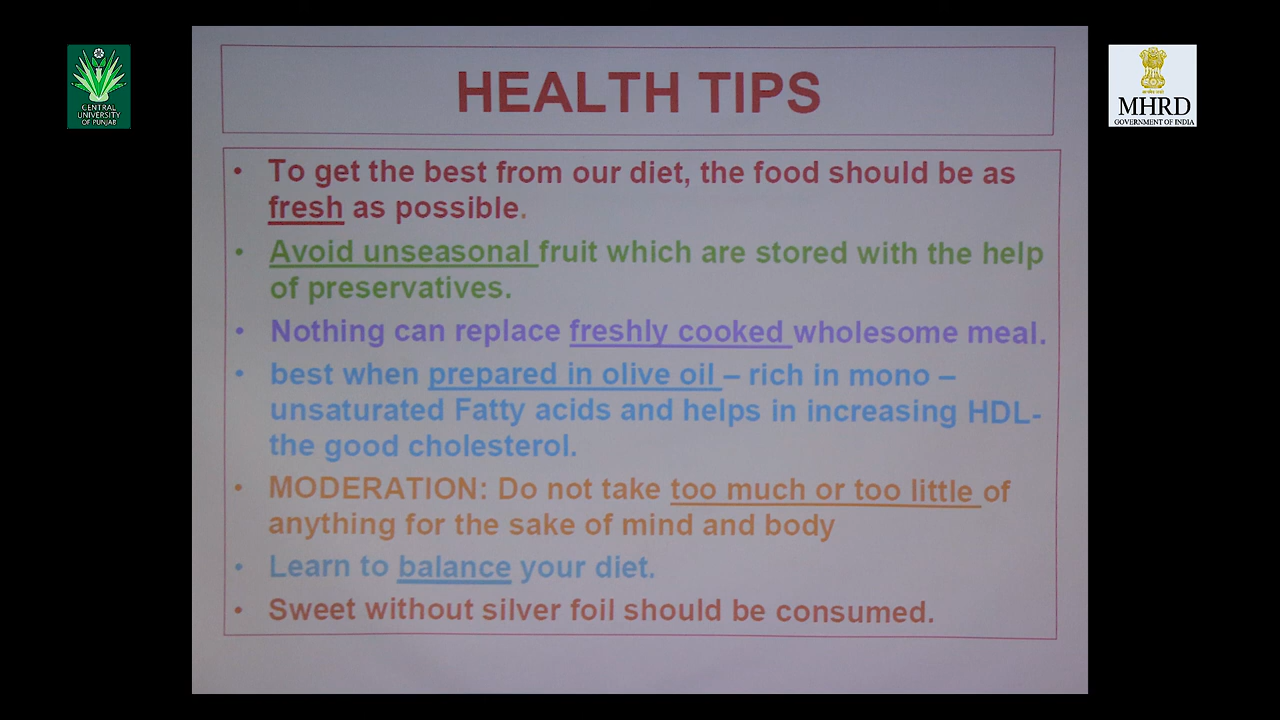 CENTRAL
UNIVERSITY
OF PUNJAB
MHRD
GOVERNMENT OF INDIA
HEALTH TIPS
• To get the best from our diet, the food should be as
fresh as possible.
• Avoid unseasonal fruit which are stored with the help
of preservatives.
• Nothing can replace freshly cooked wholesome meal.
• best when prepared in olive oil – rich in mono –
unsaturated Fatty acids and helps in increasing HDL-
the good cholesterol.
• MODERATION: Do not take too much or too little of
anything for the sake of mind and body
• Learn to balance your diet.
• Sweet without silver foil should be consumed.